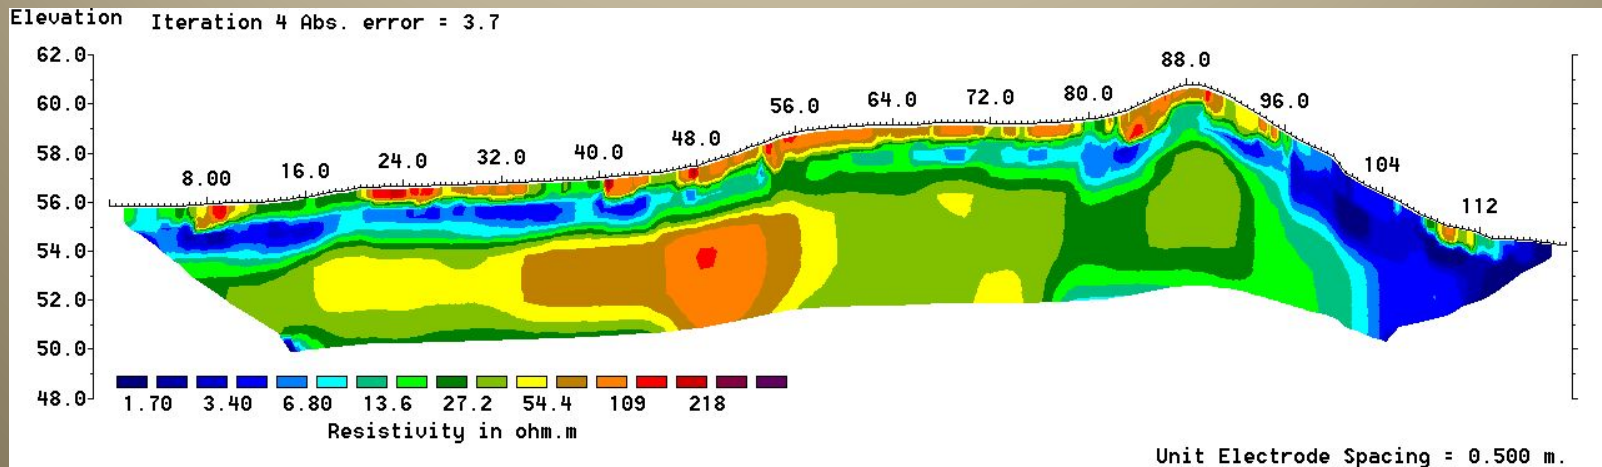 Elevation Iteration 4 Abs. error = 3.7
62.0
88.0
60.0
56.0 64.0 72.0 80.0 96.0
58.0
8.00 16.0 24.0 32.0 40.0 48.0 104
56.0
112
54.0
52.0
50.0
48.0
1.70 3.40 6.80 13.6 27.2 54.4 109 218
Resistivity in ohm.m
Unit Electrode Spacing = 0.500 m.